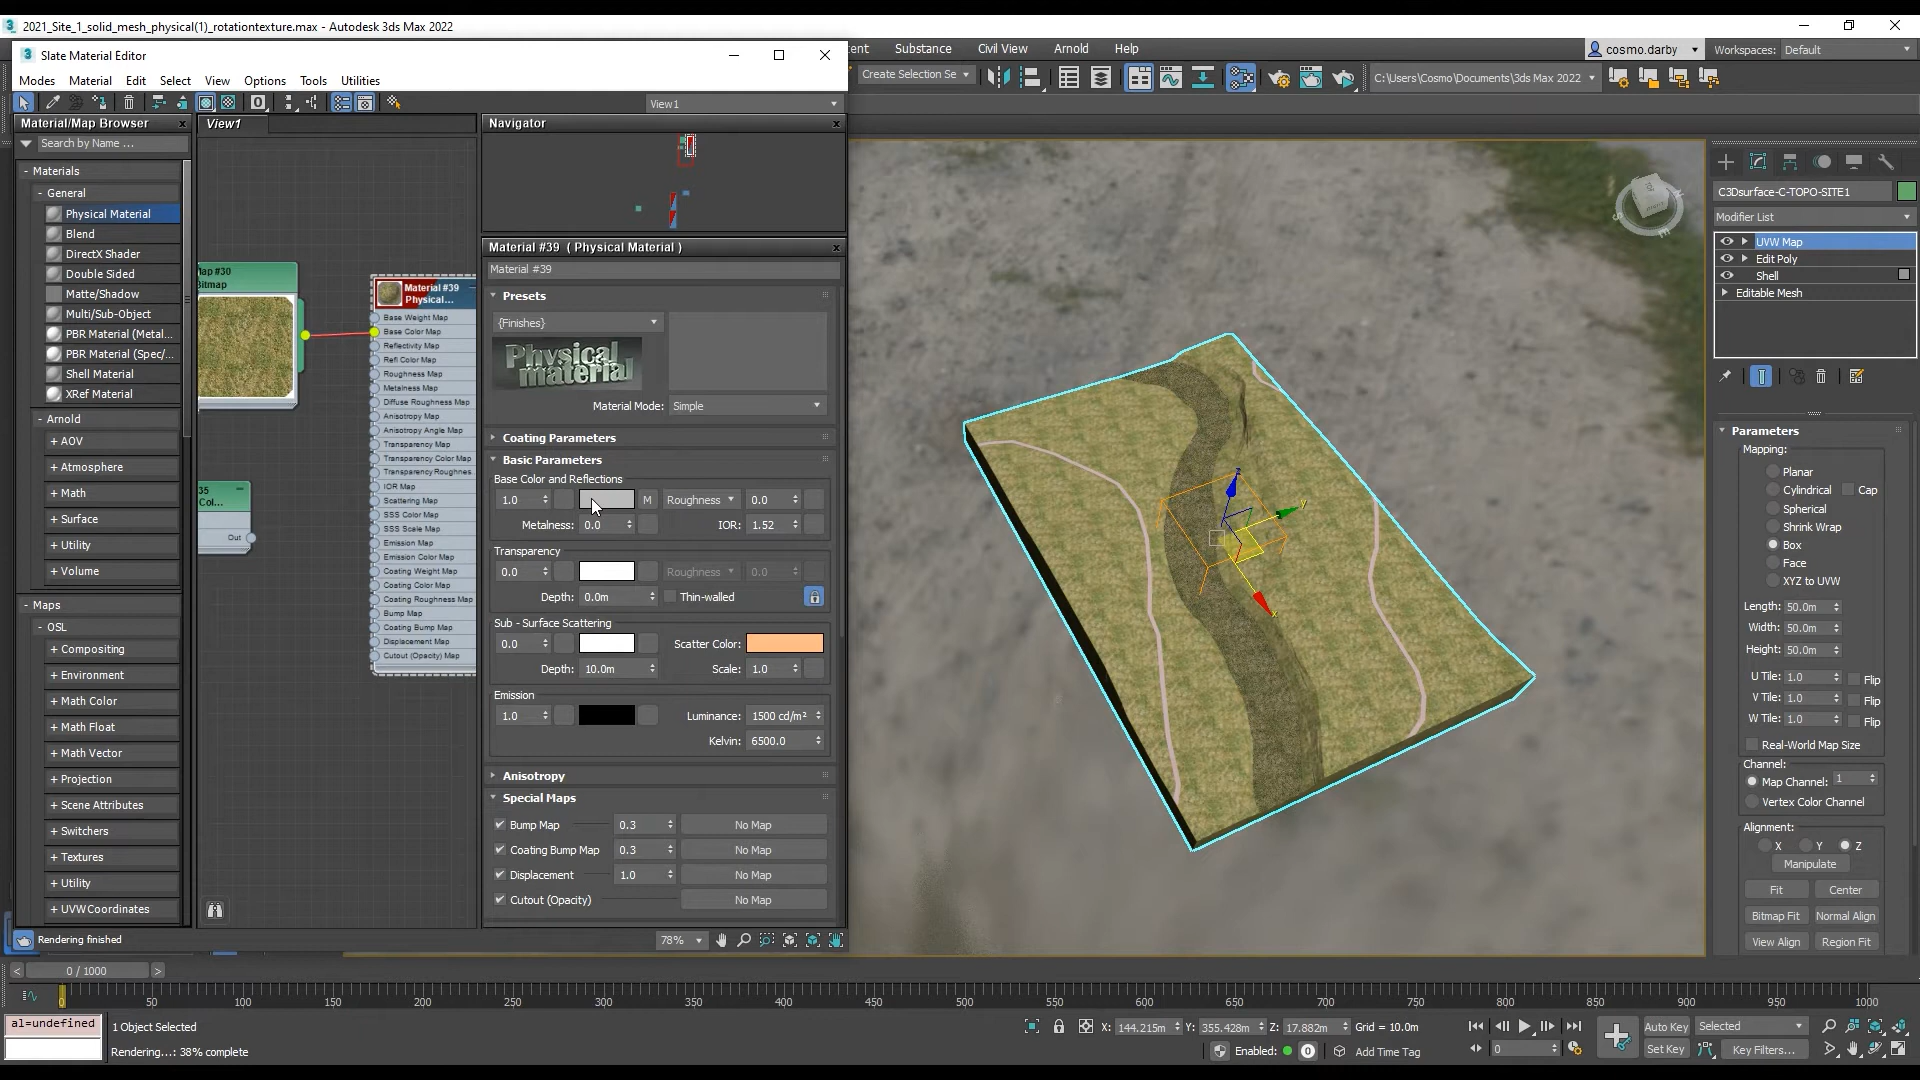 2021_Site_1_solid_mesh_physical(1)_rotationtexture.max - Autodesk 3ds Max 2022
Slate Material Editor
Substance Civil View Arnold Help
cosmo.darby Workspaces: Default
Modes Material Edit Select View Options Tools Utilities
Create Selection Se
C:\Users\Cosmo\Documents\3ds Max 2022
View1
Material/Map Browser
View1
Navigator
Search by Name ...
- Materials
- General
Physical Material
Blend
DirectX Shader
Double Sided
Matte/Shadow
Multi/Sub-Object
PBR Material (Metal...
PBR Material (Spec/...
Shell Material
XRef Material
- Arnold
+ AOV
+ Atmosphere
+ Math
+ Surface
+ Utility
+ Texture
+ Volume
- Maps
- OSL
+ Compositing
+ Environment
+ Math Color
+ Math Float
+ Math Vector
+ Projection
+ Scene Attributes
+ Switchers
+ Textures
+ Utility
+ UVW Coordinates
Rendering finished
Map #30
Bitmap
35
Col...
Out
Material #39
Physical...
Base Weight Map
Base Color Map
Reflectivity Map
Refl Color Map
Roughness Map
Metalness Map
Diffuse Roughness Map
Anisotropy Map
Anisotropy Angle Map
Transparency Map
Transparency Color Map
Transparency Roughnes...
IOR Map
Scattering Map
SSS Color Map
SSS Scale Map
Emission Map
Emission Color Map
Coating Weight Map
Coating Color Map
Coating Roughness Map
Bump Map
Coating Bump Map
Displacement Map
Cutout (Opacity) Map
Material #39 ( Physical Material )
Material #39
Presets
{Finishes}
Physical material
Material Mode: Simple
Coating Parameters
Basic Parameters
Base Color and Reflections
1.0 M Roughness 0.0
Metalness: 0.0 IOR: 1.52
Transparency
0.0 Roughness 0.0
Depth: 0.0m Thin-walled
Sub - Surface Scattering
0.0 Scatter Color:
Depth: 10.0m Scale: 1.0
Emission
1.0 Luminance: 1500 cd/m²
Kelvin: 6500.0
Anisotropy
Special Maps
Bump Map 0.3 No Map
Coating Bump Map 0.3 No Map
Displacement 1.0 No Map
Cutout (Opacity) No Map
78%
C3Dsurface-C-TOPO-SITE1
Modifier List
UVW Map
Edit Poly
Shell
Editable Mesh
Parameters
Mapping:
Planar
Cylindrical Cap
Spherical
Shrink Wrap
Box
Face
XYZ to UVW
Length: 50.0m
Width: 50.0m
Height: 50.0m
U Tile: 1.0 Flip
V Tile: 1.0 Flip
W Tile: 1.0 Flip
Real-World Map Size
Channel:
Map Channel: 1
Vertex Color Channel
Alignment:
X Y Z
Manipulate
Fit Center
Bitmap Fit Normal Align
View Align Region Fit
0 / 1000
0 50 100 150 200 250 300 350 400 450 500 550 600 650 700 750 800 850 900 950 1000
al=undefined
1 Object Selected
Rendering...: 38% complete
X: 144.215m Y: 355.428m Z: 17.882m Grid = 10.0m
Enabled: 0 Add Time Tag
0
Auto Key Selected
Set Key Key Filters...